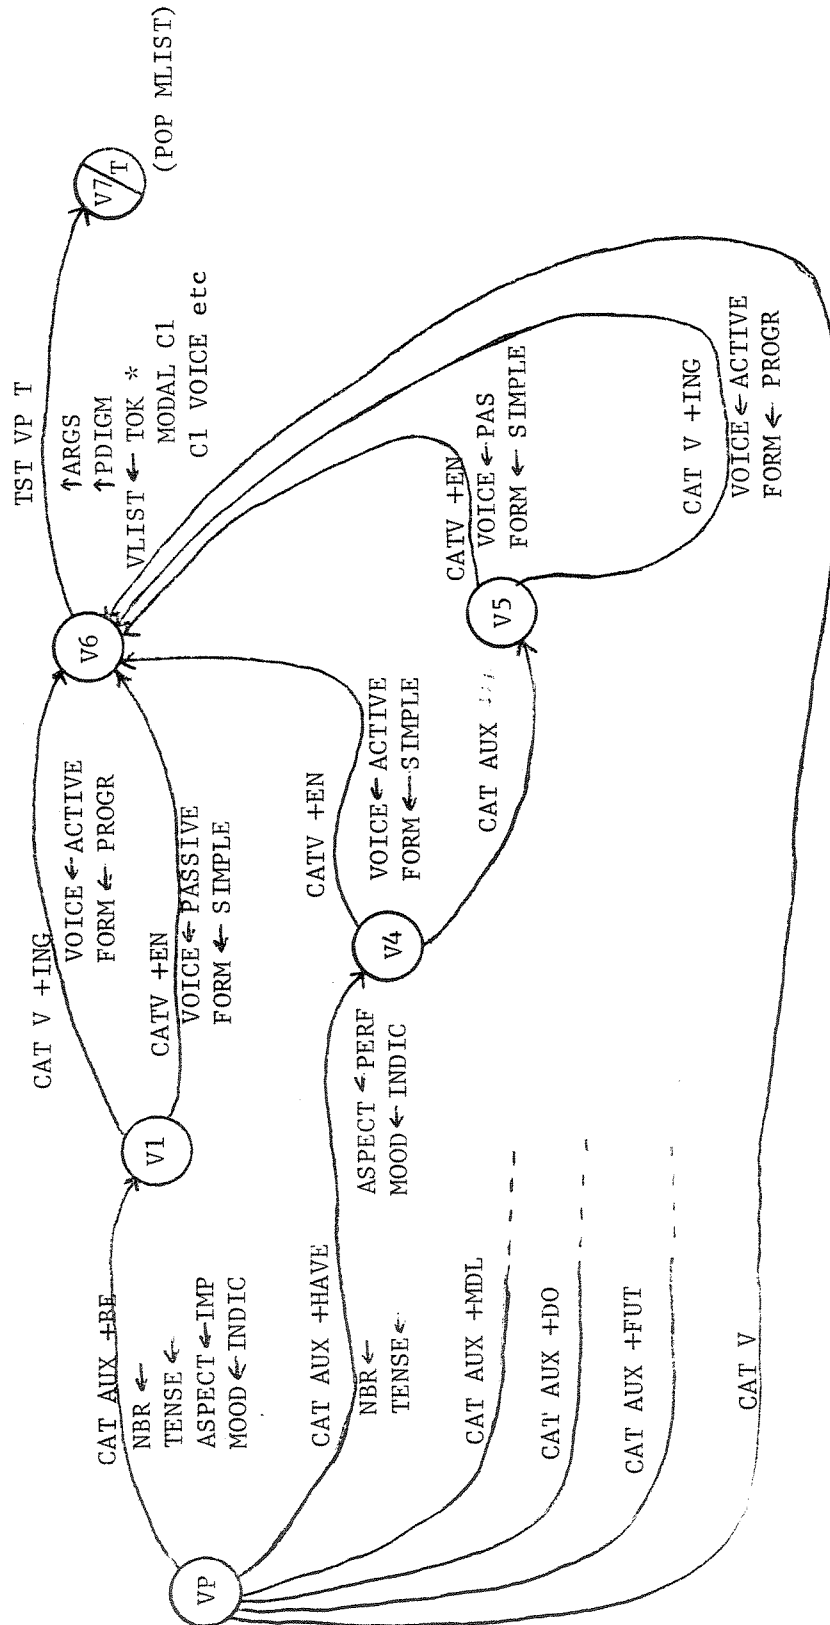 VP
CAT AUX +BE
NBR ←
TENSE ←
ASPECT ← IMP
MOOD ← INDIC
V1
CAT V +ING
VOICE ← ACTIVE
FORM ← PROGR
CATV +EN
VOICE ← PASSIVE
FORM ← SIMPLE
V6
TST VP T
↑ARGS
↑PDIGM
VLIST ← TOK *
MODAL C1
C1 VOICE etc
V7/T
(POP MLIST)
CAT AUX +HAVE
NBR ←
TENSE ←
ASPECT ← PERF
MOOD ← INDIC
V4
CATV +EN
VOICE ← ACTIVE
FORM ← SIMPLE
CAT AUX
V5
CATV +EN
VOICE ← PAS
FORM ← SIMPLE
CAT V +ING
VOICE ← ACTIVE
FORM ← PROGR
CAT AUX +MDL
CAT AUX +DO
CAT AUX +FUT
CAT V